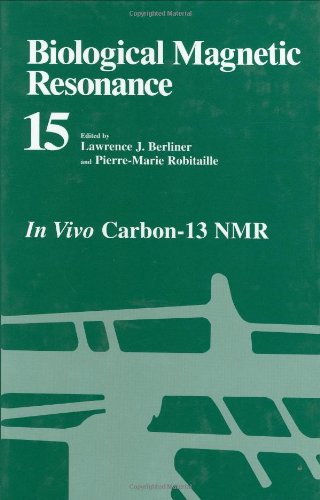 Biological Magnetic
Resonance
15
Edited by
Lawrence J. Berliner
and Pierre-Marie Robitaille
In Vivo Carbon-13 NMR